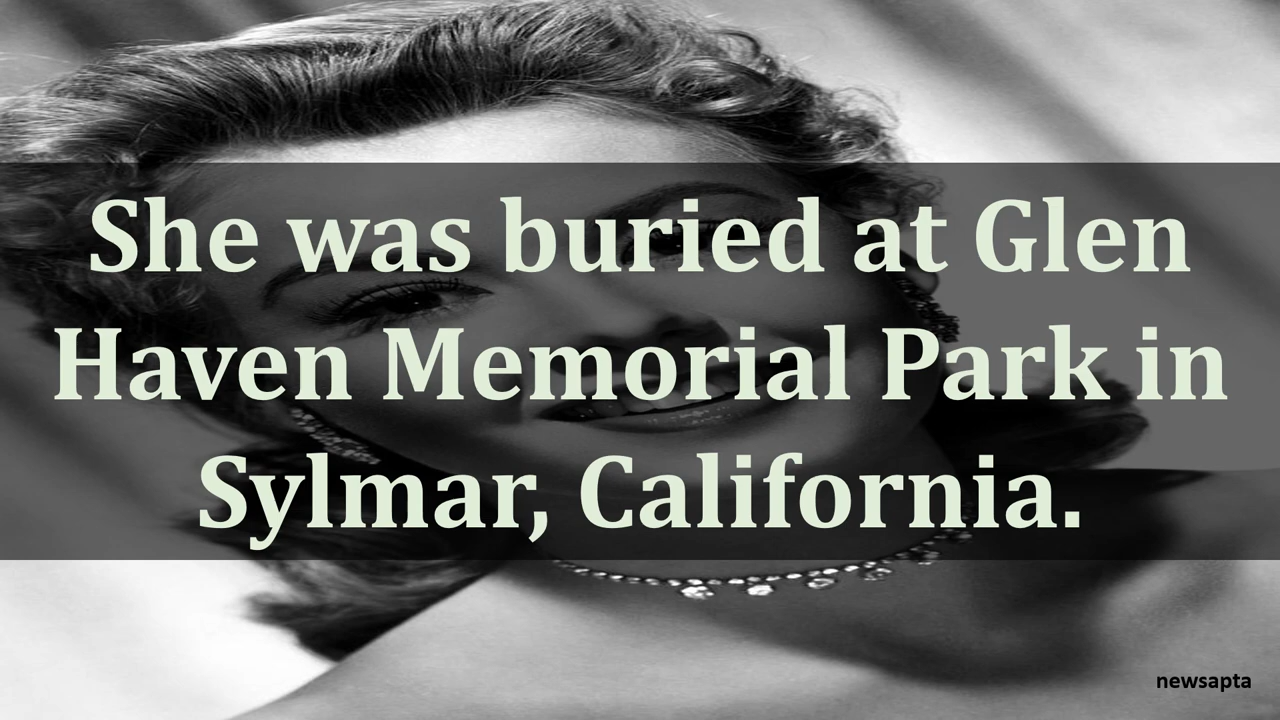 She was buried at Glen
Haven Memorial Park in
Sylmar, California.
newsapta